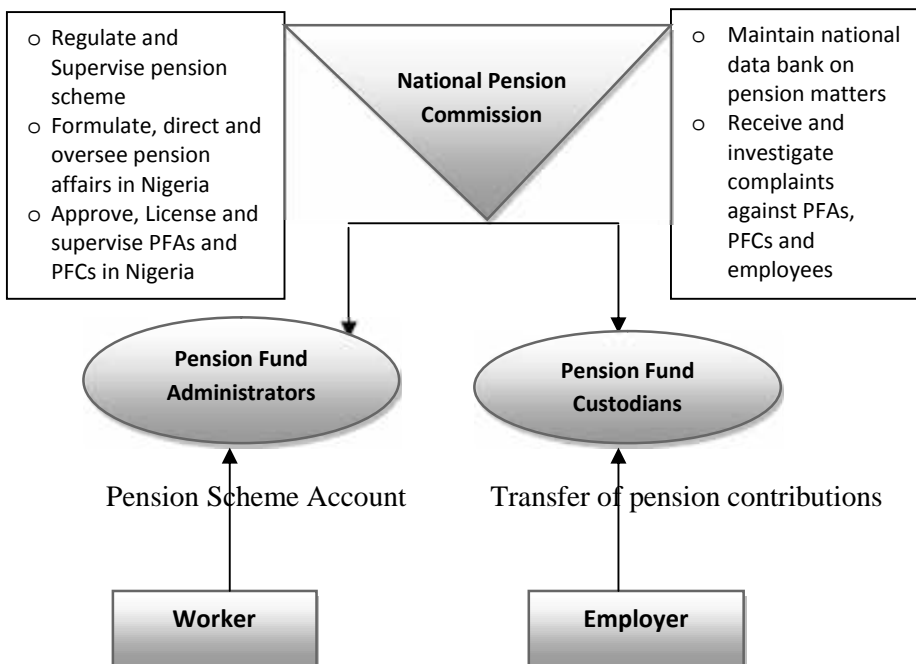 o Regulate and
Supervise pension
scheme
o Formulate, direct and
oversee pension
affairs in Nigeria
o Approve, License and
supervise PFAs and
PFCs in Nigeria
National Pension
Commission
o Maintain national
data bank on
pension matters
o Receive and
investigate
complaints
against PFAs,
PFCs and
employees
Pension Fund
Administrators
Pension Fund
Custodians
Pension Scheme Account
Transfer of pension contributions
Worker
Employer